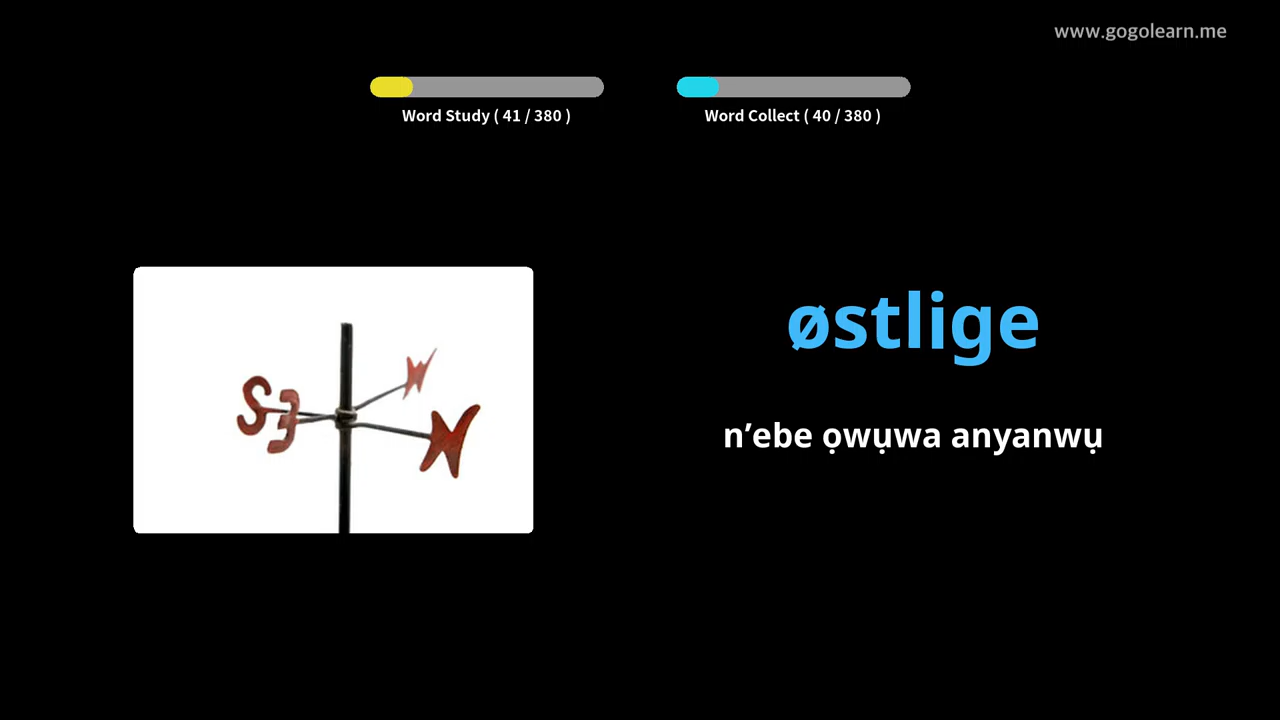 www.gogolearn.me
Word Study ( 41 / 380 )
Word Collect ( 40 / 380 )
S E N W
østlige
n’ebe ọwụwa anyanwụ